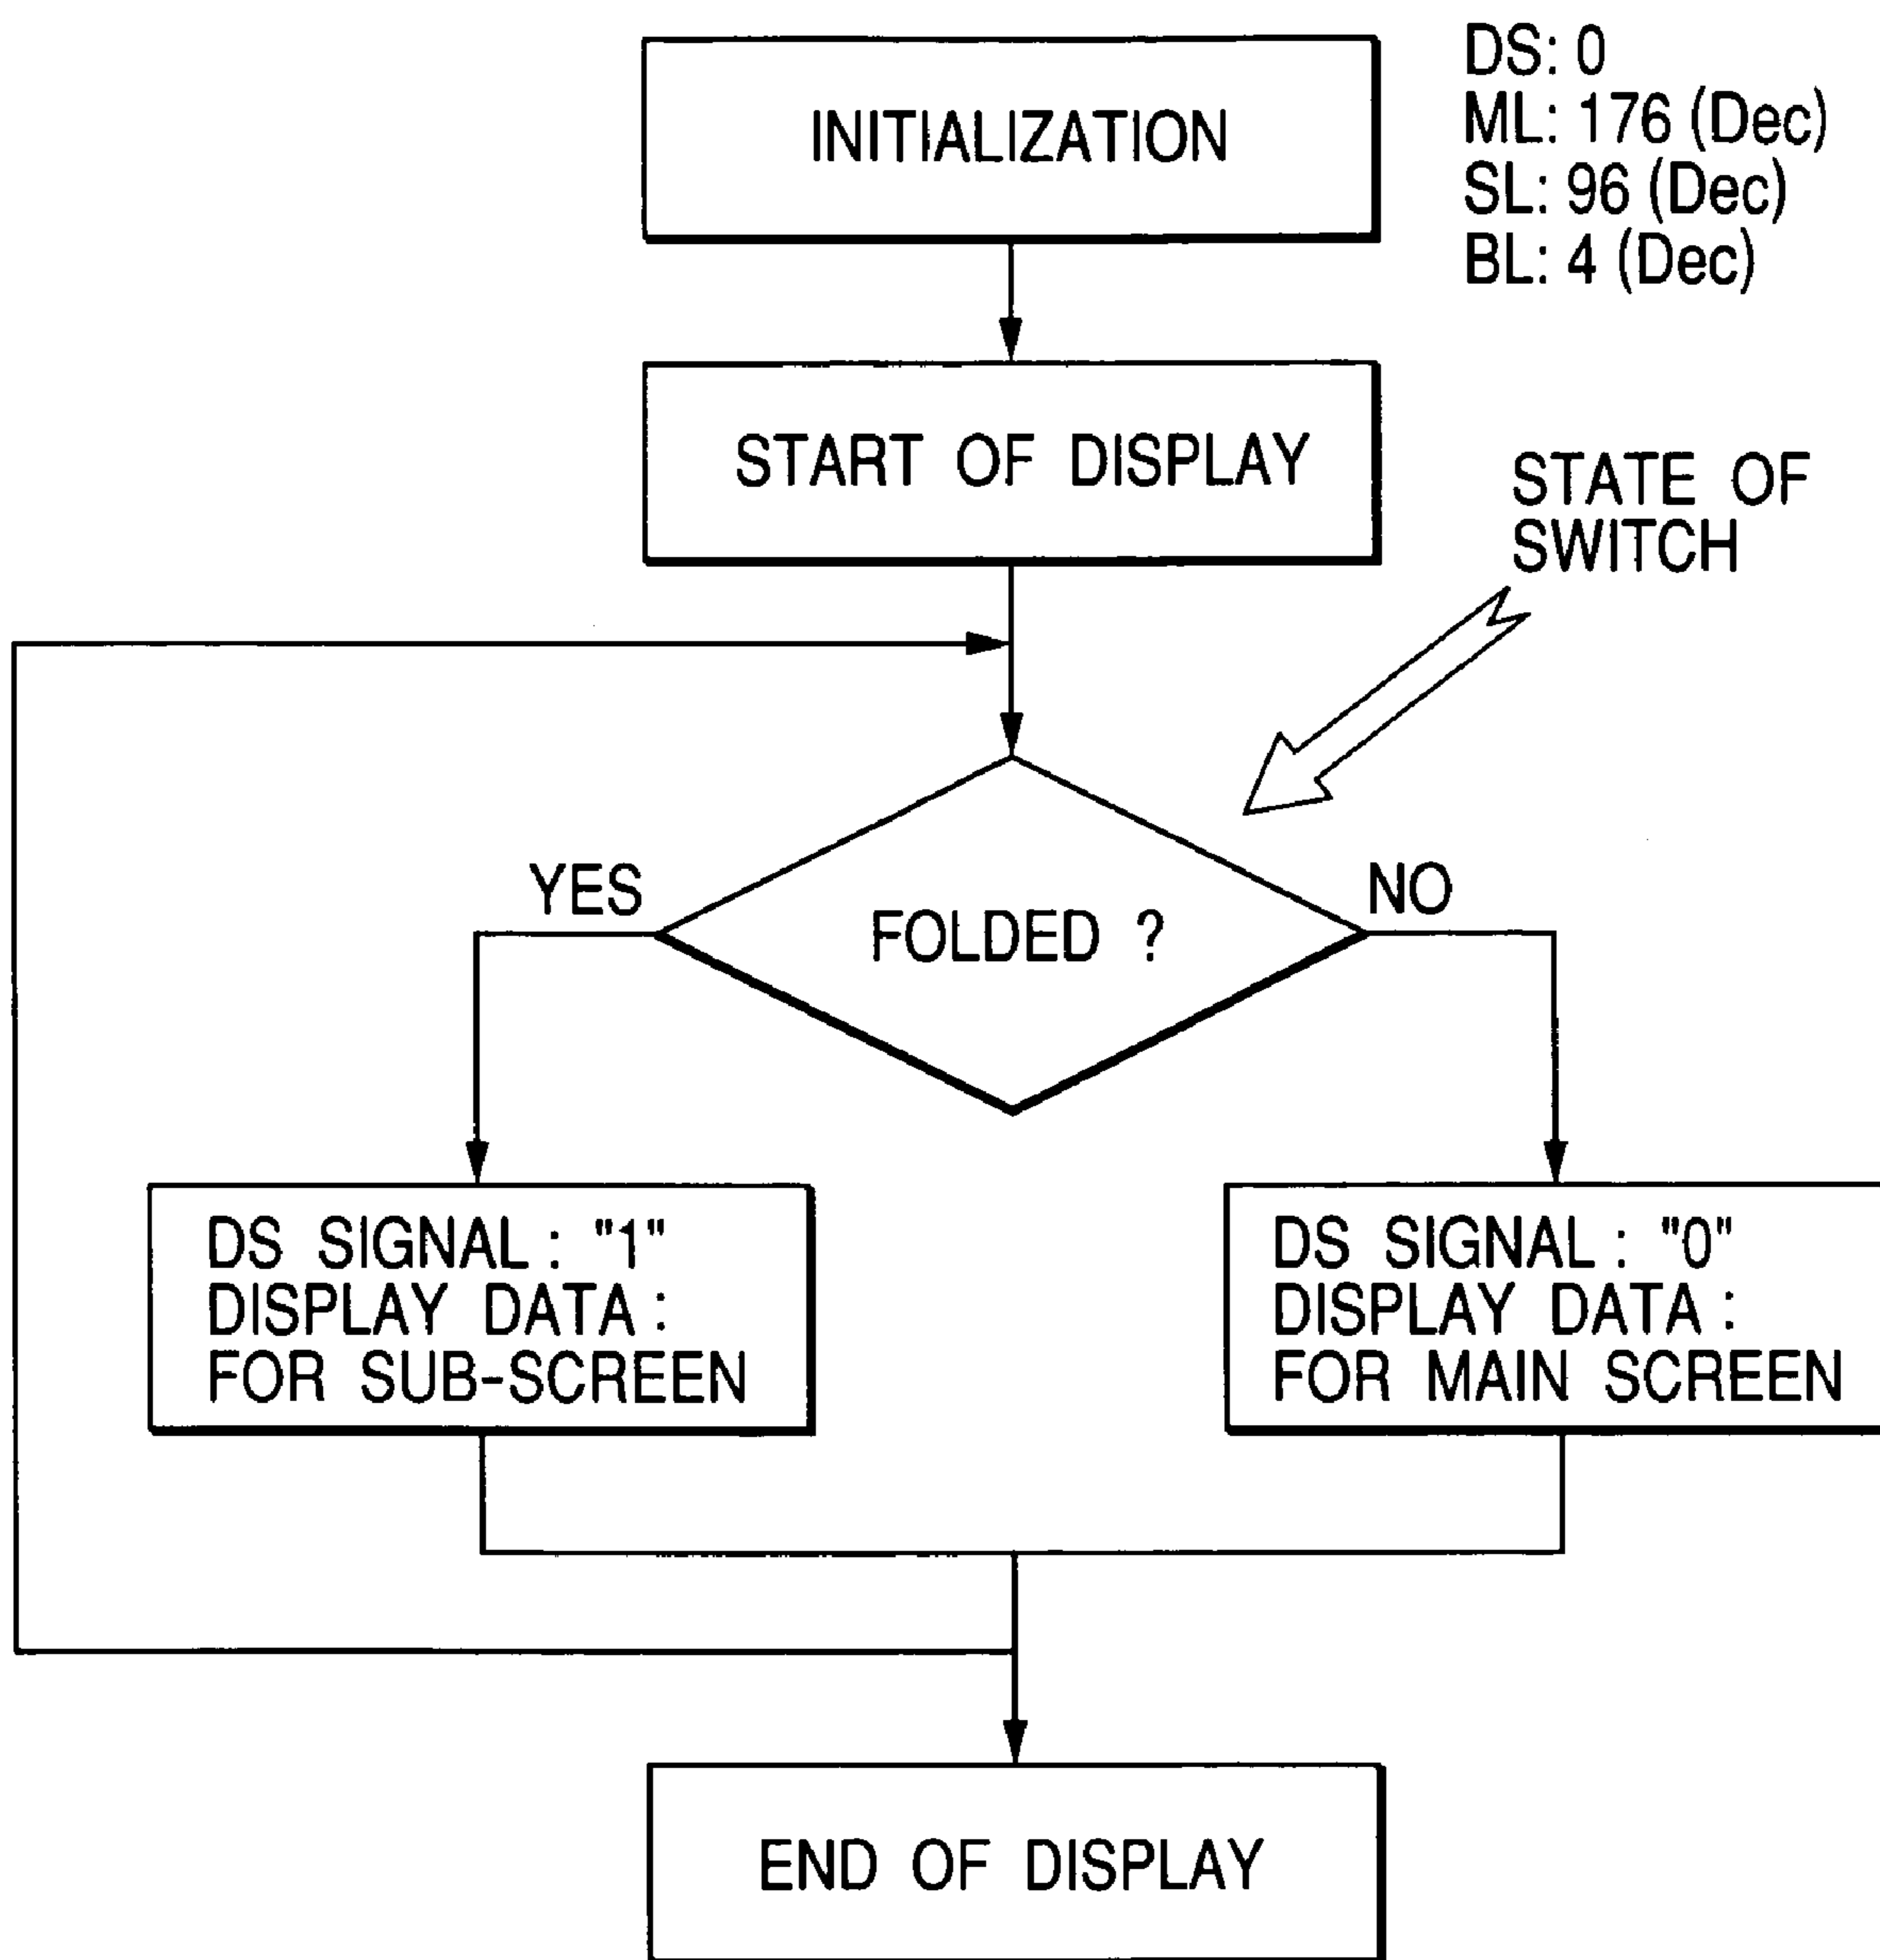 INITIALIZATION
DS: 0
ML: 176 (Dec)
SL: 96 (Dec)
BL: 4 (Dec)
START OF DISPLAY
STATE OF
SWITCH
YES
FOLDED ?
NO
DS SIGNAL : "1"
DISPLAY DATA :
FOR SUB-SCREEN
DS SIGNAL : "0"
DISPLAY DATA :
FOR MAIN SCREEN
END OF DISPLAY